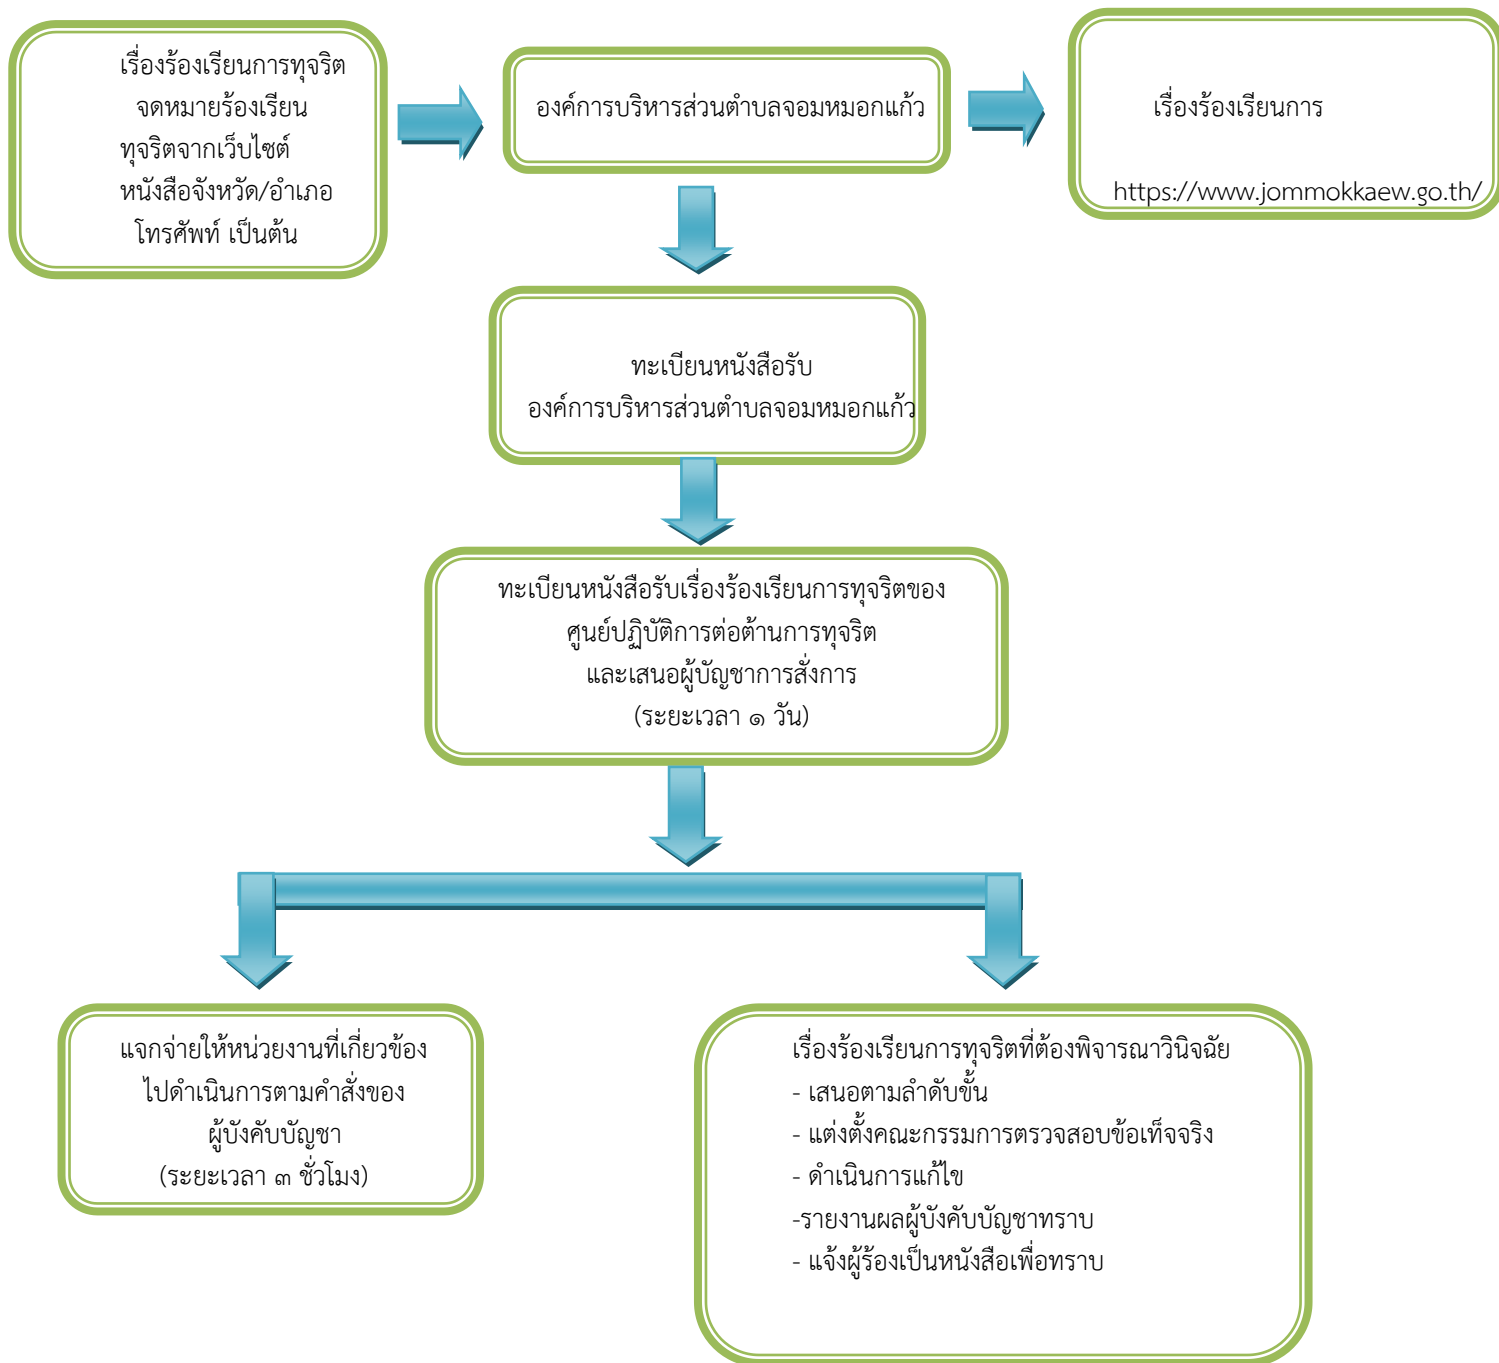 เรื่องร้องเรียนการทุจริต
จดหมายร้องเรียน
ทุจริตจากเว็บไซต์
หนังสือจังหวัด/อำเภอ
โทรศัพท์ เป็นต้น
องค์การบริหารส่วนตำบลจอมหมอกแก้ว
เรื่องร้องเรียนการ
https://www.jommokkaew.go.th/
ทะเบียนหนังสือรับ
องค์การบริหารส่วนตำบลจอมหมอกแก้ว
ทะเบียนหนังสือรับเรื่องร้องเรียนการทุจริตของ
ศูนย์ปฏิบัติการต่อต้านการทุจริต
และเสนอผู้บัญชาการสั่งการ
(ระยะเวลา ๑ วัน)
แจกจ่ายให้หน่วยงานที่เกี่ยวข้อง
ไปดำเนินการตามคำสั่งของ
ผู้บังคับบัญชา
(ระยะเวลา ๓ ชั่วโมง)
เรื่องร้องเรียนการทุจริตที่ต้องพิจารณาวินิจฉัย
- เสนอตามลำดับขั้น
- แต่งตั้งคณะกรรมการตรวจสอบข้อเท็จจริง
- ดำเนินการแก้ไข
-รายงานผลผู้บังคับบัญชาทราบ
- แจ้งผู้ร้องเป็นหนังสือเพื่อทราบ